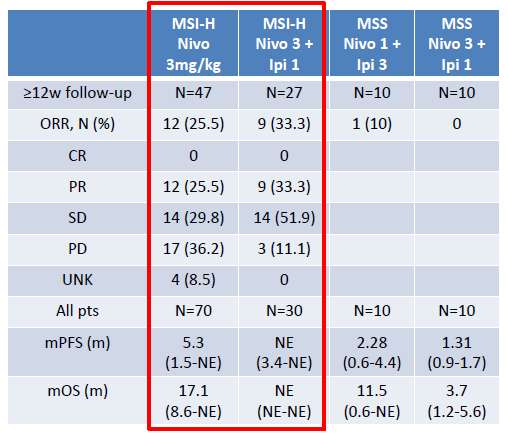 MSI-H Nivo 3mg/kg MSI-H Nivo 3 + Ipi 1 MSS Nivo 1 + Ipi 3 MSS Nivo 3 + Ipi 1
≥12w follow-up N=47 N=27 N=10 N=10
ORR, N (%) 12 (25.5) 9 (33.3) 1 (10) 0
CR 0 0
PR 12 (25.5) 9 (33.3)
SD 14 (29.8) 14 (51.9)
PD 17 (36.2) 3 (11.1)
UNK 4 (8.5) 0
All pts N=70 N=30 N=10 N=10
mPFS (m) 5.3 (1.5-NE) NE (3.4-NE) 2.28 (0.6-4.4) 1.31 (0.9-1.7)
mOS (m) 17.1 (8.6-NE) NE (NE-NE) 11.5 (0.6-NE) 3.7 (1.2-5.6)